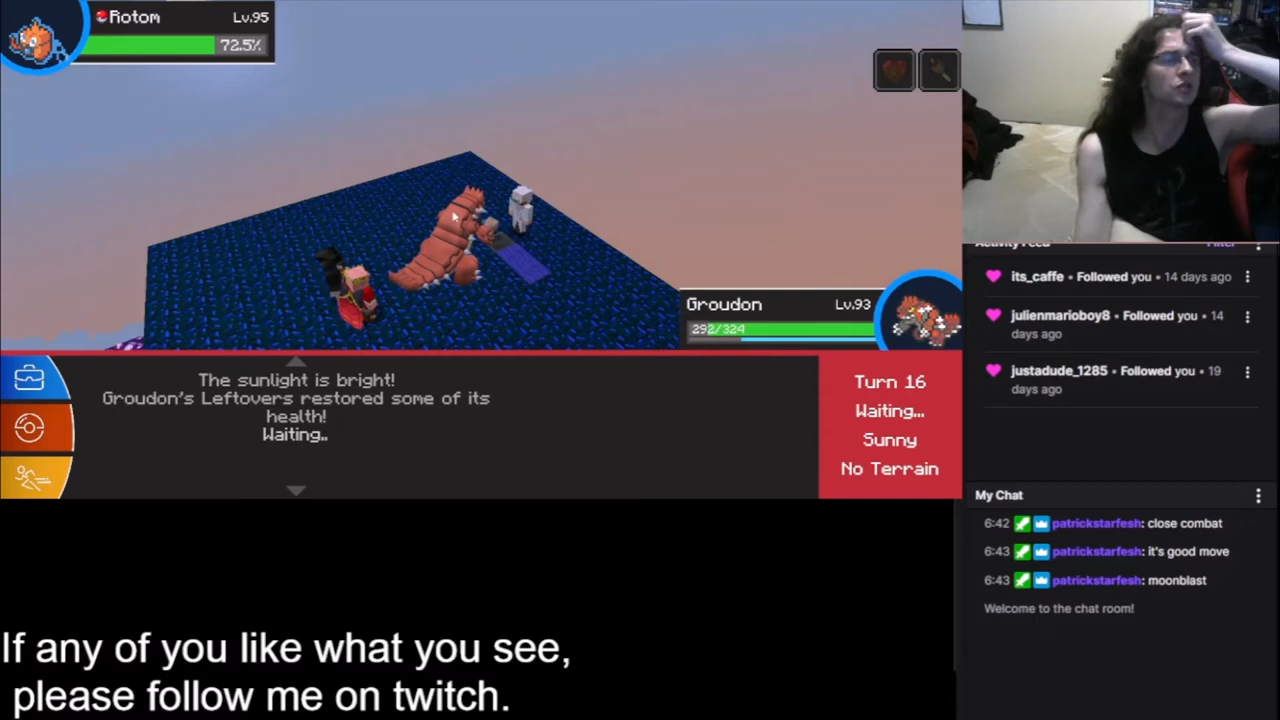 Rotom Lv.95
72.5%
Groudon Lv.93
292/324
The sunlight is bright!
Groudon's Leftovers restored some of its
health!
Waiting..
Turn 16
Waiting...
Sunny
No Terrain
If any of you like what you see,
please follow me on twitch.
Activity Feed Filter
its_caffe • Followed you • 14 days ago
julienmarioboy8 • Followed you • 14
days ago
justadude_1285 • Followed you • 19
days ago
My Chat
6:42 patrickstarfesh: close combat
6:43 patrickstarfesh: it's good move
6:43 patrickstarfesh: moonblast
Welcome to the chat room!